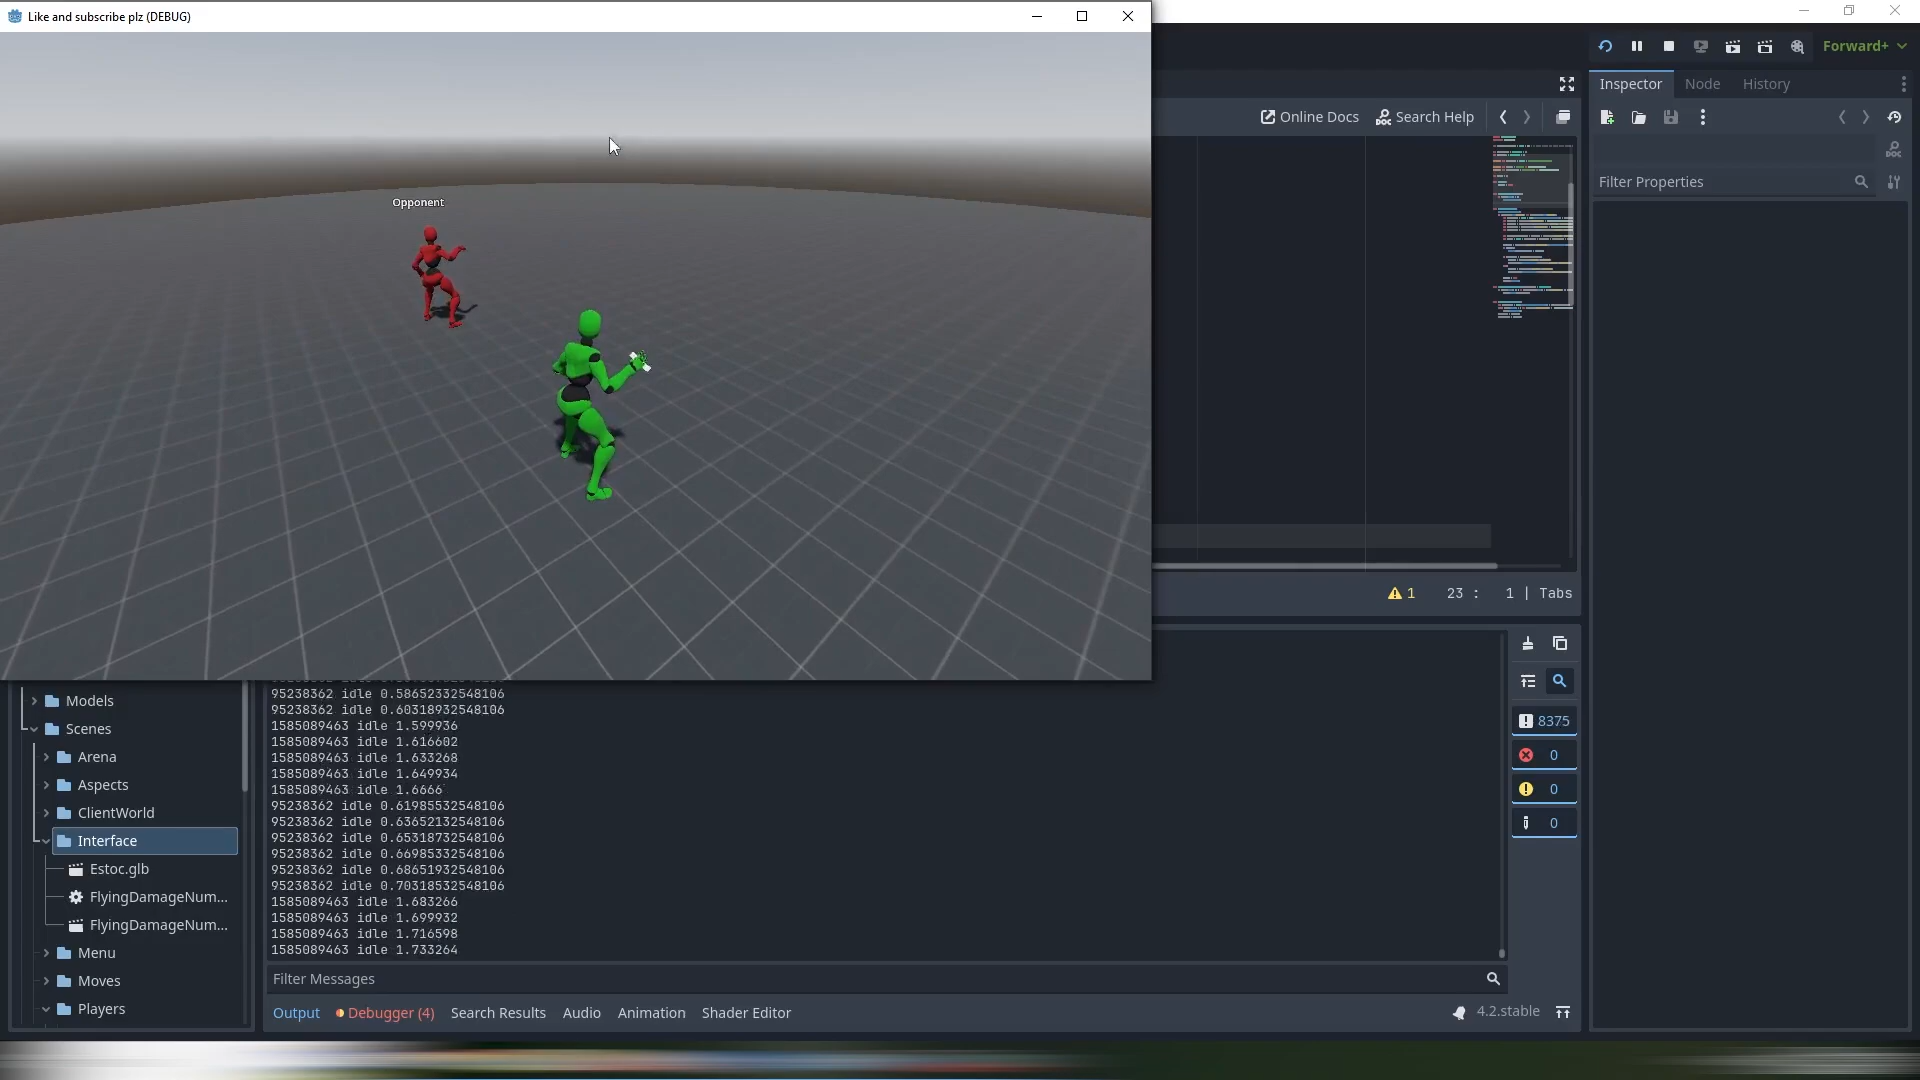 Like and subscribe plz (DEBUG)
Forward+
Inspector
Node
History
Online Docs
Search Help
Filter Properties
Opponent
1
23 :
1 | Tabs
95238362 idle 0.58652332548106
95238362 idle 0.60318932548106
1585089463 idle 1.599936
1585089463 idle 1.616602
1585089463 idle 1.633268
1585089463 idle 1.649934
1585089463 idle 1.6666
95238362 idle 0.61985532548106
95238362 idle 0.63652132548106
95238362 idle 0.65318732548106
95238362 idle 0.66985332548106
95238362 idle 0.68651932548106
95238362 idle 0.70318532548106
1585089463 idle 1.683266
1585089463 idle 1.699932
1585089463 idle 1.716598
1585089463 idle 1.733264
8375
0
0
0
Models
Scenes
Arena
Aspects
ClientWorld
Interface
Estoc.glb
FlyingDamageNum...
FlyingDamageNum...
Menu
Moves
Players
Filter Messages
Output
Debugger (4)
Search Results
Audio
Animation
Shader Editor
4.2.stable